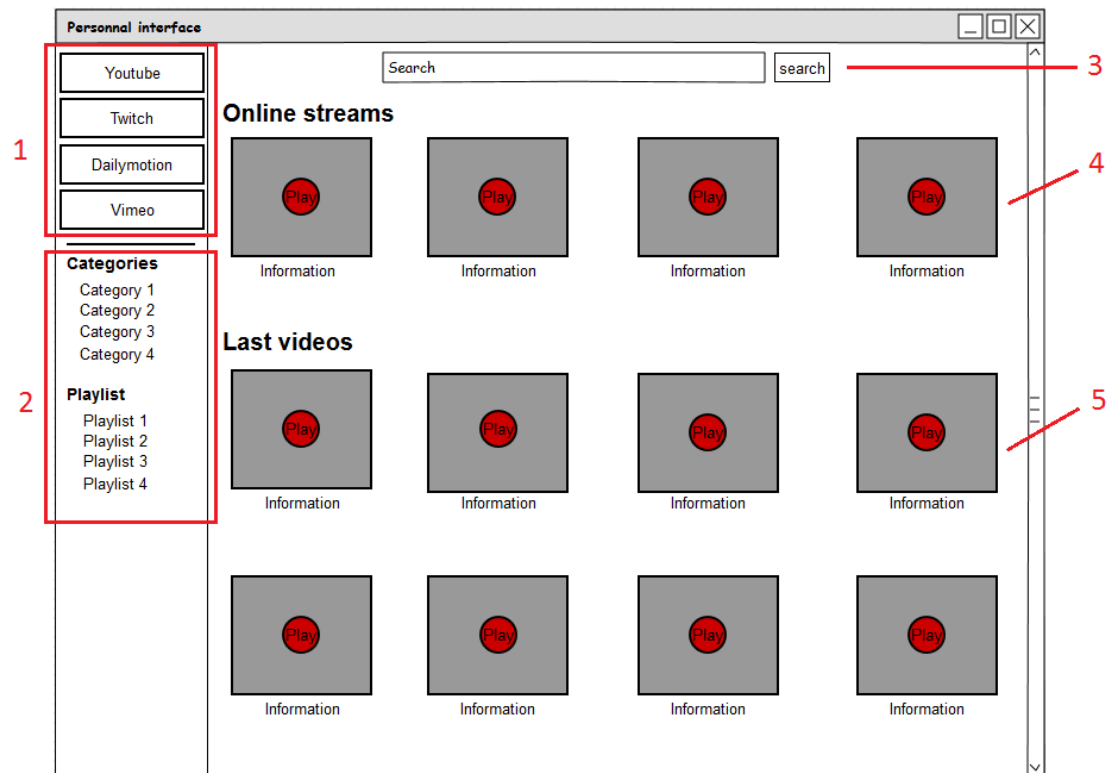 Personnal interface
Youtube
Twitch
Dailymotion
Vimeo
1
Categories
Category 1
Category 2
Category 3
Category 4
Playlist
Playlist 1
Playlist 2
Playlist 3
Playlist 4
2
Search search
3
Online streams
Play Play Play Play
4
Information Information Information Information
Last videos
Play Play Play Play
5
Information Information Information Information
Play Play Play Play
Information Information Information Information